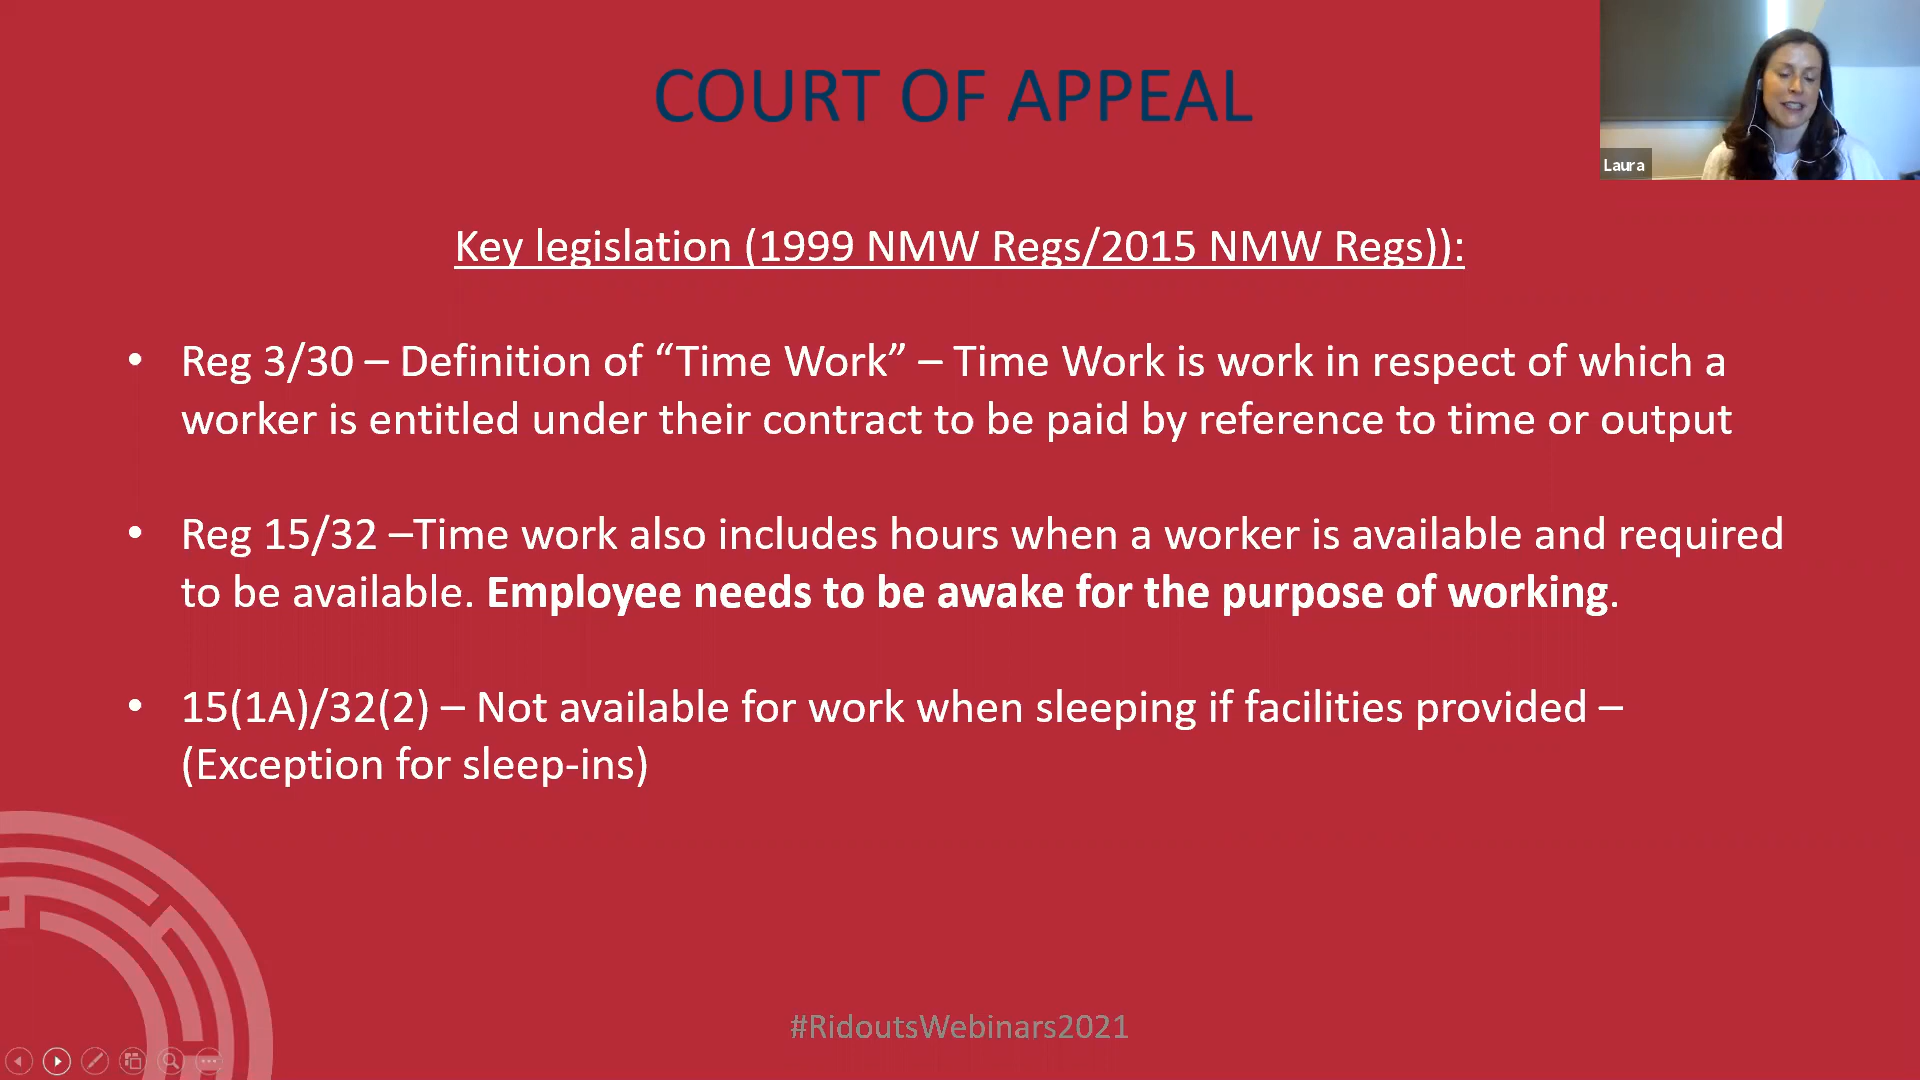 COURT OF APPEAL
Laura
Key legislation (1999 NMW Regs/2015 NMW Regs)):
• Reg 3/30 – Definition of “Time Work” – Time Work is work in respect of which a
worker is entitled under their contract to be paid by reference to time or output
• Reg 15/32 –Time work also includes hours when a worker is available and required
to be available. Employee needs to be awake for the purpose of working.
• 15(1A)/32(2) – Not available for work when sleeping if facilities provided –
(Exception for sleep-ins)
#RidoutsWebinars2021